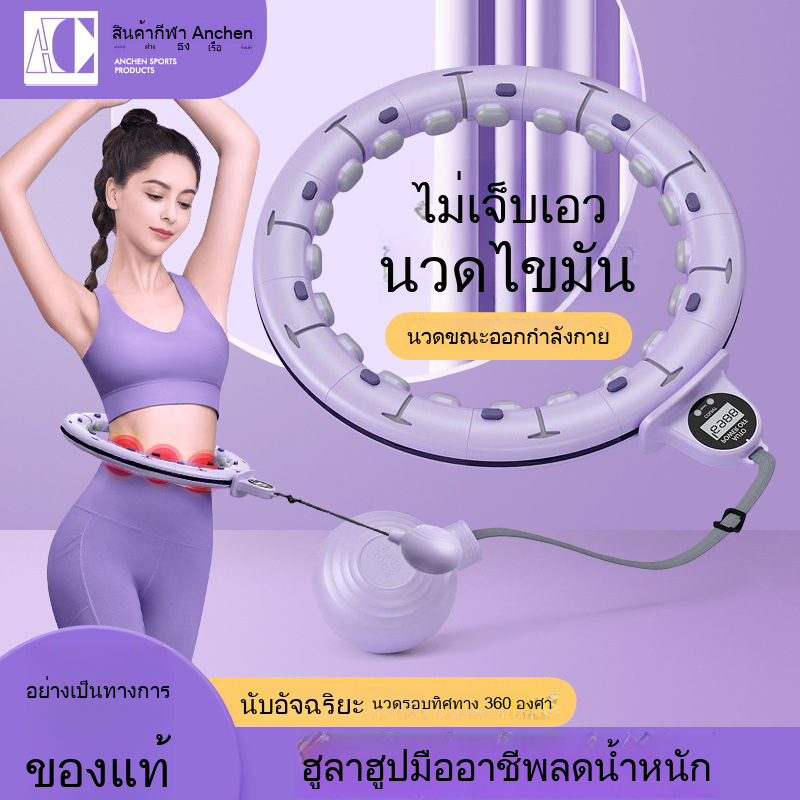 สินค้ากีฬา Anchen
ธง เรือ
ANCHEN SPORTS
PRODUCTS
ไม่เจ็บเอว
นวดไขมัน
นวดขณะออกกำลังกาย
อย่างเป็นทางการ
ของแท้
นับอัจฉริยะ นวดรอบทิศทาง 360 องศา
ฮูลาฮูปมืออาชีพลดน้ำหนัก